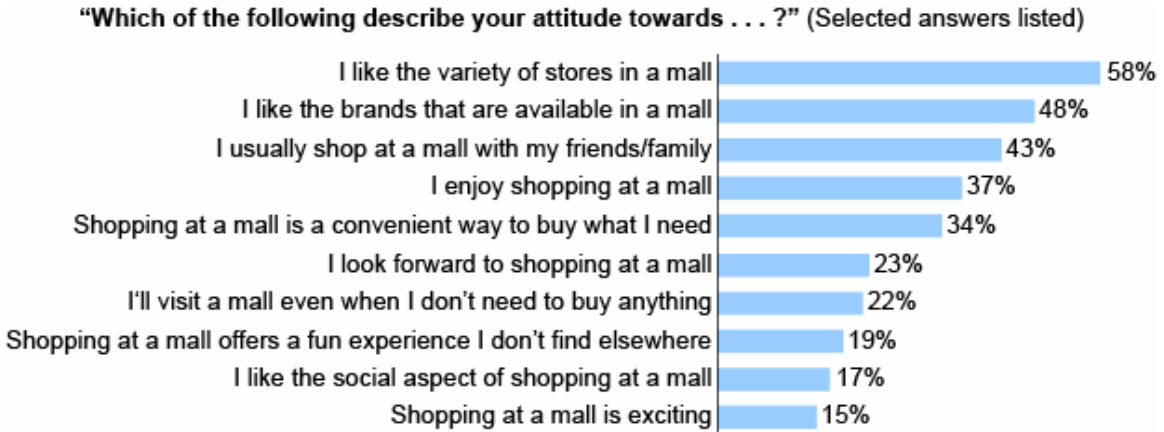 “Which of the following describe your attitude towards . . . ?” (Selected answers listed)
I like the variety of stores in a mall 58%
I like the brands that are available in a mall 48%
I usually shop at a mall with my friends/family 43%
I enjoy shopping at a mall 37%
Shopping at a mall is a convenient way to buy what I need 34%
I look forward to shopping at a mall 23%
I‘ll visit a mall even when I don’t need to buy anything 22%
Shopping at a mall offers a fun experience I don’t find elsewhere 19%
I like the social aspect of shopping at a mall 17%
Shopping at a mall is exciting 15%